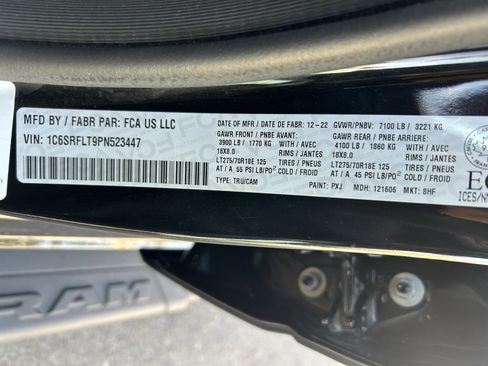 MFD BY / FABR PAR: FCA US LLC
DATE OF MFR / DATE DE FABR: 12-22
GVWR/PNBV: 7100 LB / 3221 KG
VIN: 1C6SRFLT9PN523447
GAWR FRONT / PNBE AVANT:
GAWR REAR / PNBE ARRIERE:
3900 LB / 1770 KG WITH / AVEC
4100 LB / 1860 KG WITH / AVEC
18X8.0 RIMS / JANTES
18X8.0 RIMS / JANTES
LT275/70R18E 125 TIRES / PNEUS
LT275/70R18E 125 TIRES / PNEUS
AT / A 55 PSI LB/PO² COLD / FROID
AT / A 45 PSI LB/PO² COLD / FROID
TYPE: TRU/CAM
PAINT: PXJ MDH: 121606 MKT: 8HF
RAM